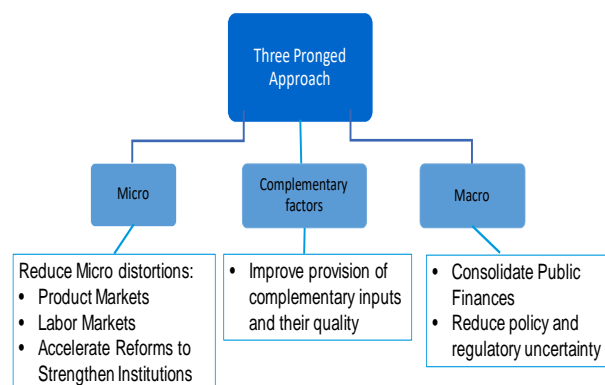 Three Pronged
Approach
Micro
Complementary
factors
Macro
Reduce Micro distortions:
• Product Markets
• Labor Markets
• Accelerate Reforms to
Strengthen Institutions
• Improve provision of
complementary inputs
and their quality
• Consolidate Public
Finances
• Reduce policy and
regulatory uncertainty